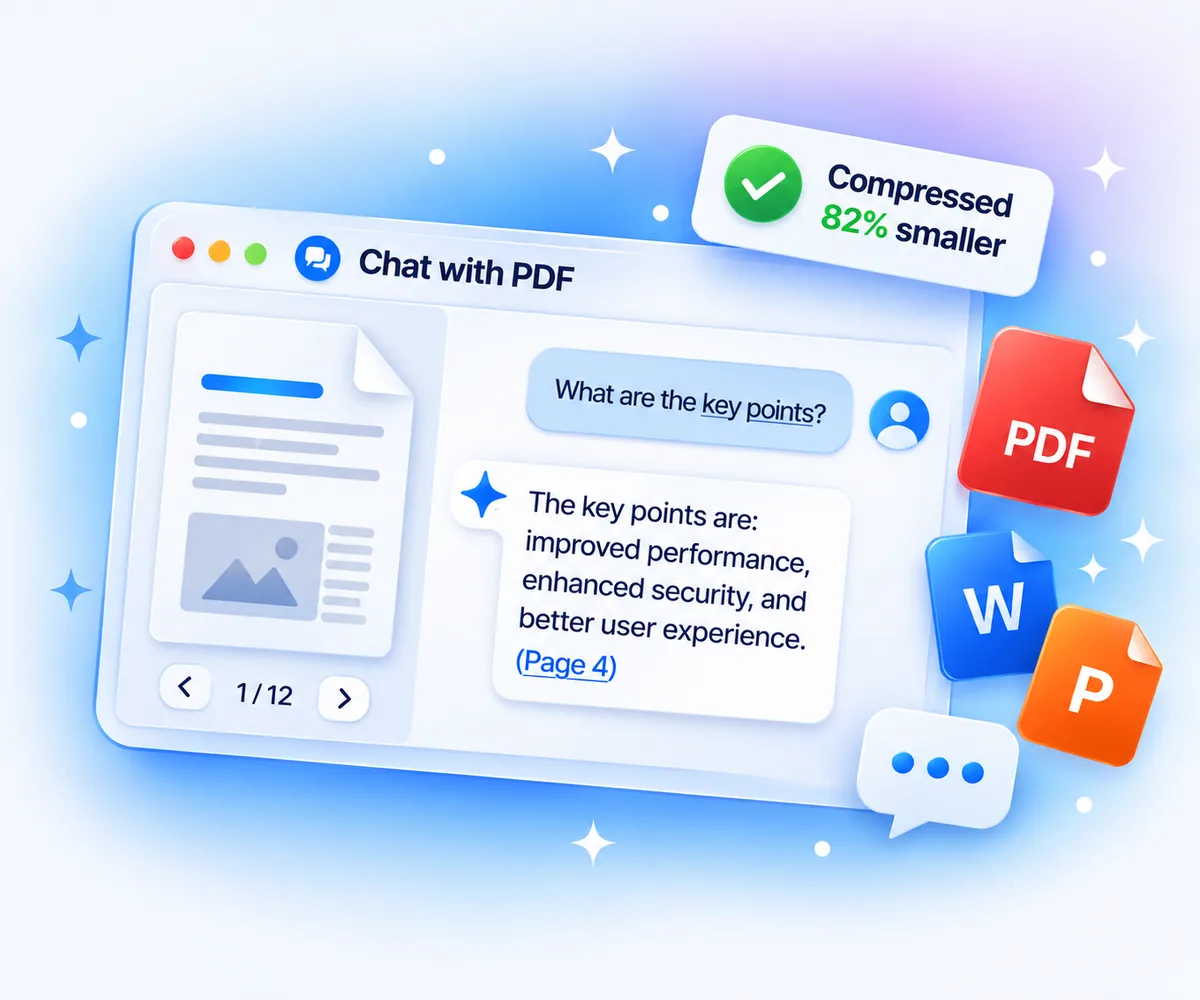 Compressed
82% smaller
Chat with PDF
What are the key points?
The key points are:
improved performance,
enhanced security, and
better user experience.
(Page 4)
1 / 12
PDF
W
P